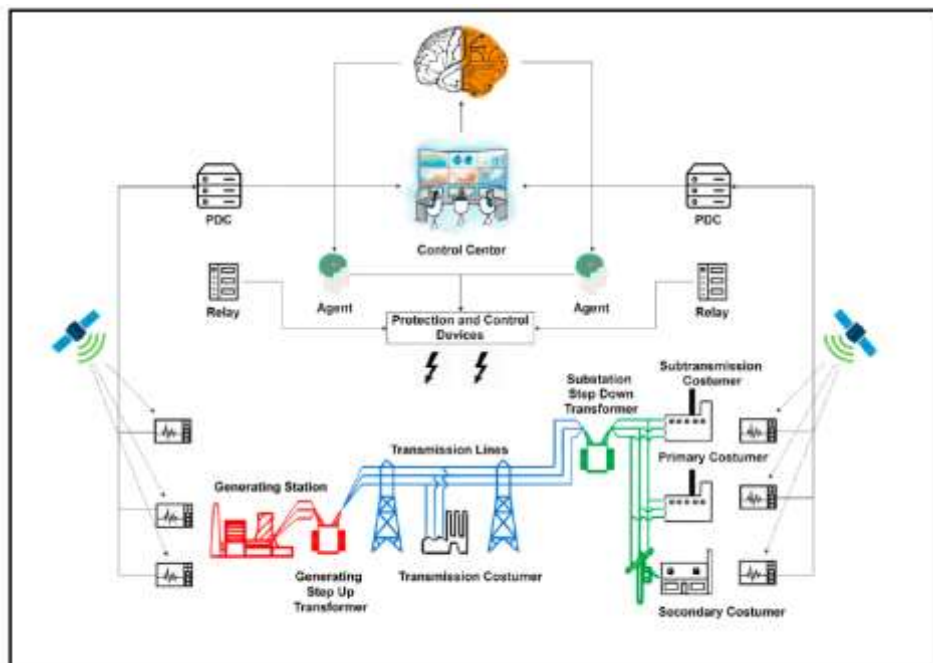 PDC
PDC
Control Center
Relay
Agent
Agent
Relay
Protection and Control
Devices
Substation
Step Down
Transformer
Subtransmission
Costumer
Transmission Lines
Primary Costumer
Generating Station
Generating
Step Up
Transformer
Transmission Costumer
Secondary Costumer